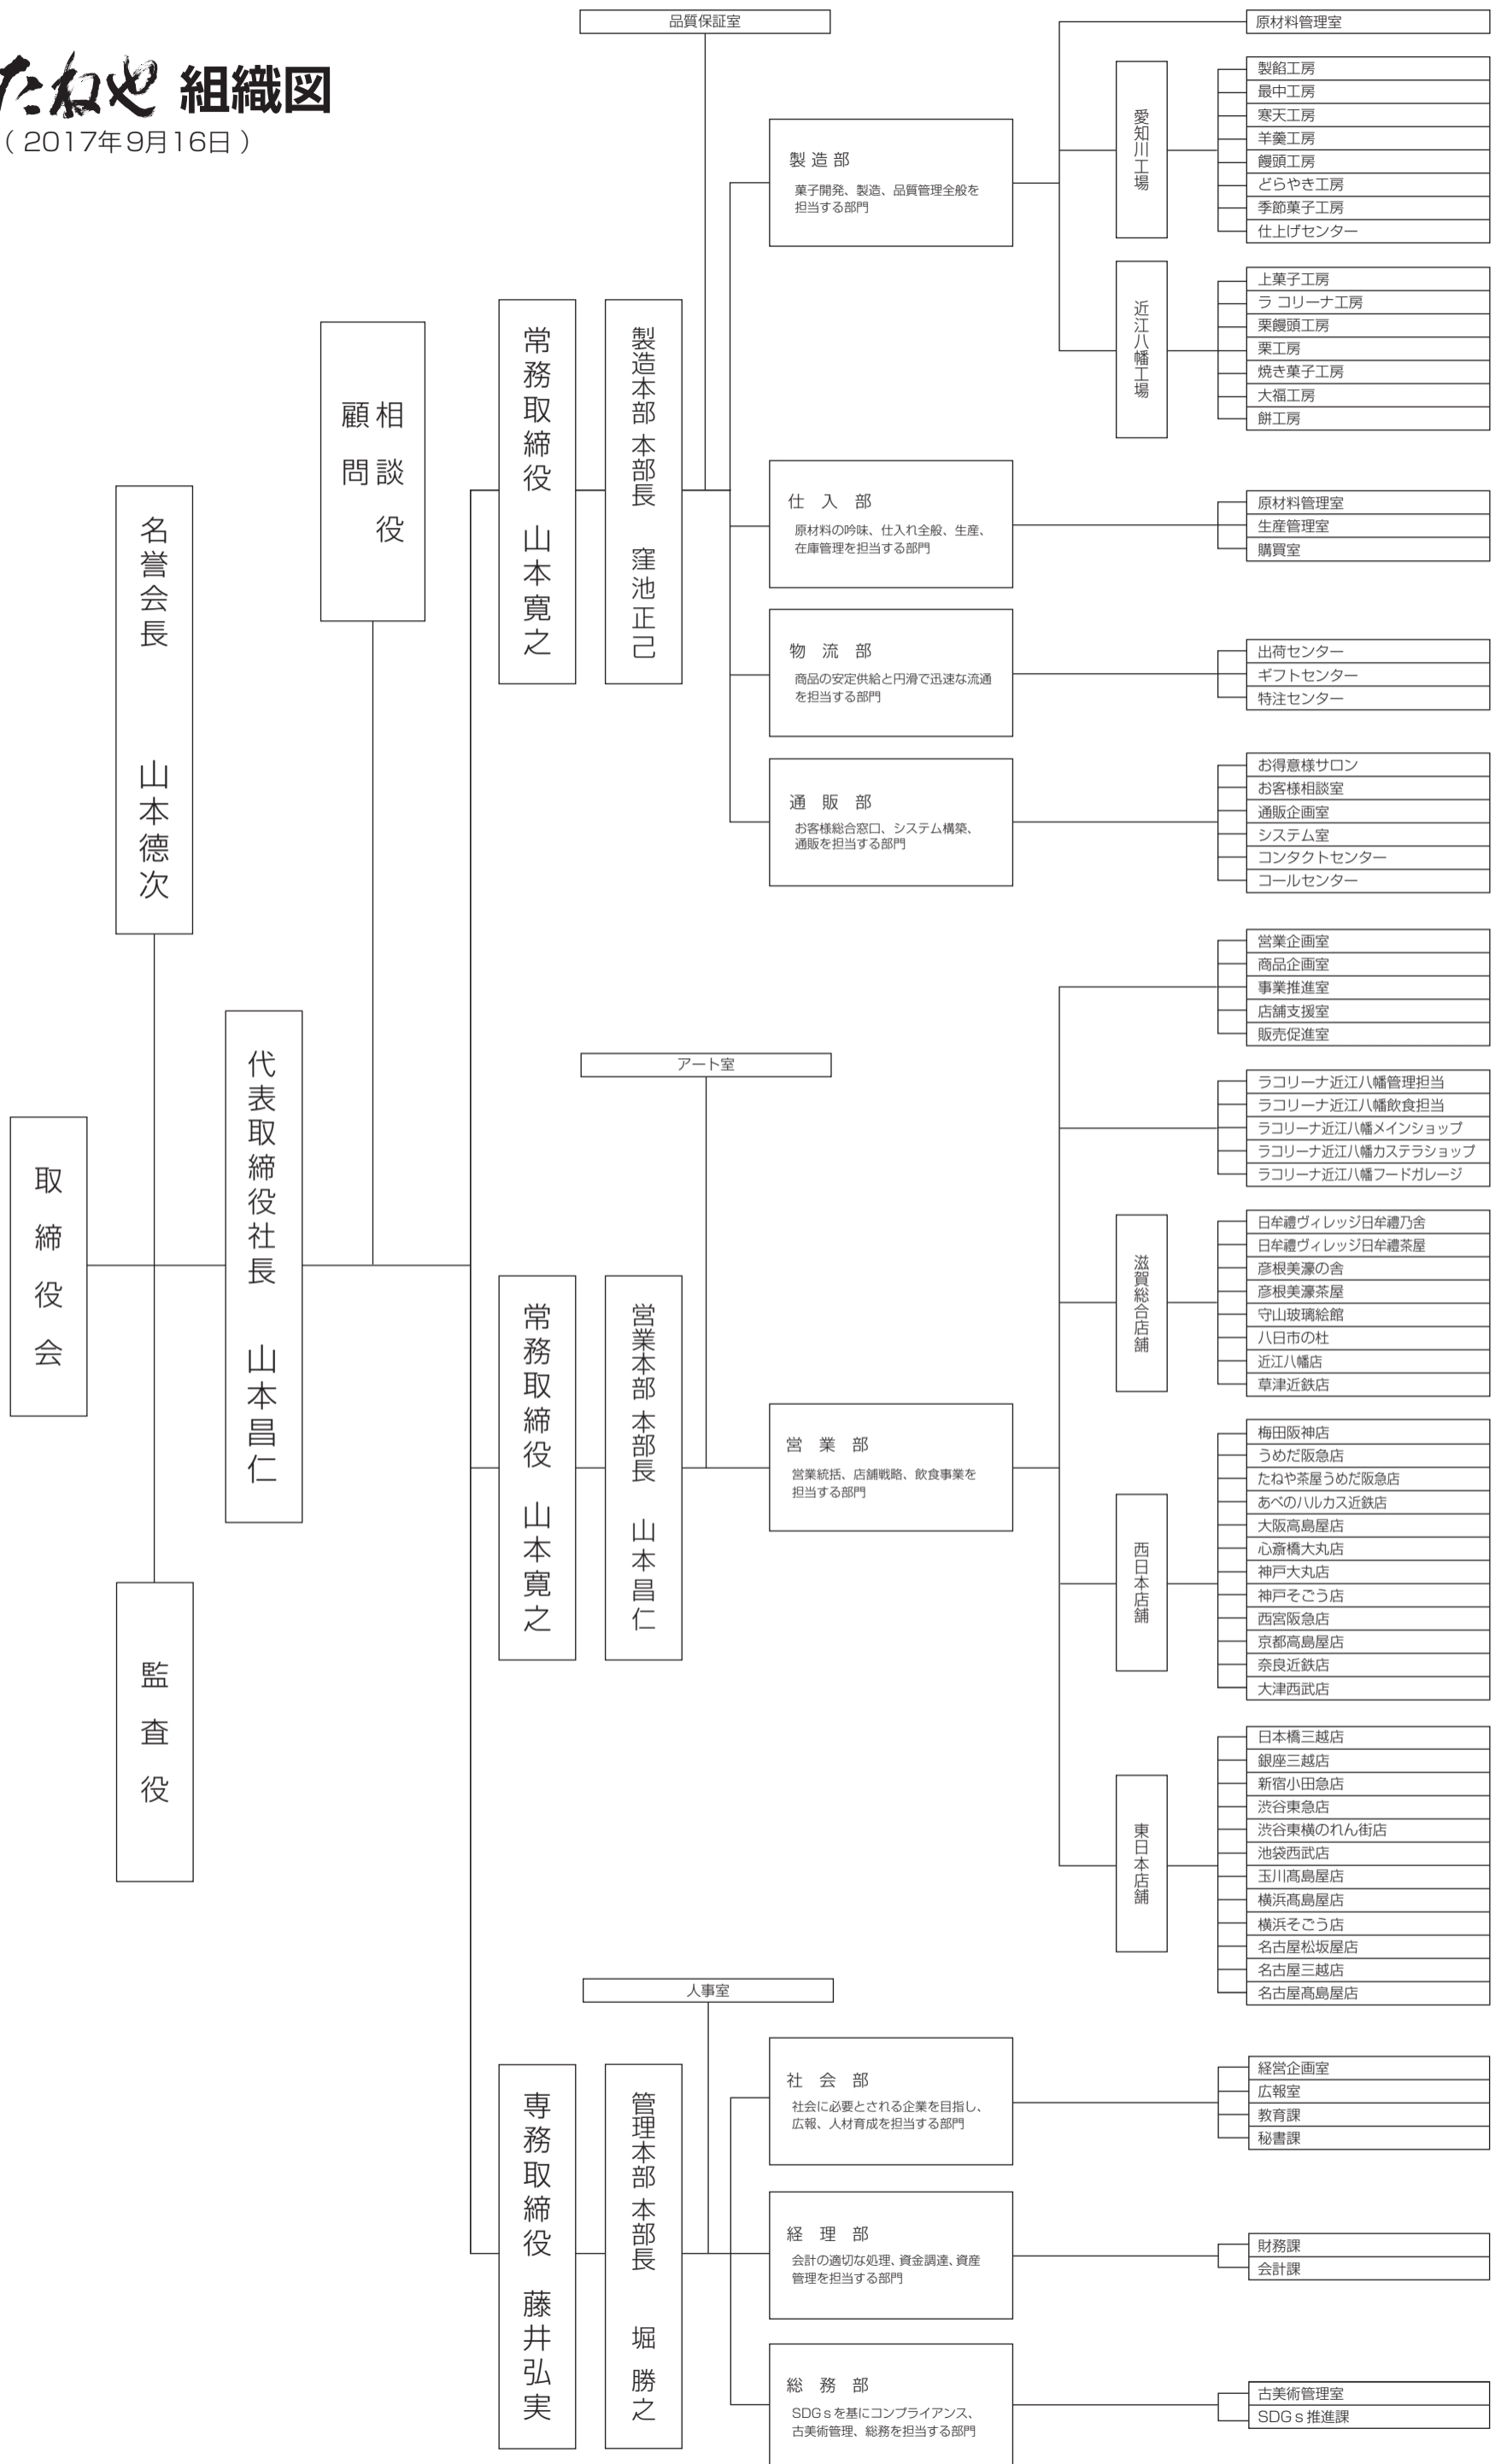 たねや 組織図
( 2017年9月16日 )
取締役会
名誉会長 山本德次
監査役
代表取締役社長 山本昌仁
相談役
顧問
常務取締役 山本寛之
製造本部 本部長 窪池正己
品質保証室
製造部
菓子開発、製造、品質管理全般を
担当する部門
原材料管理室
愛知川工場
製餡工房
最中工房
寒天工房
羊羹工房
饅頭工房
どらやき工房
季節菓子工房
仕上げセンター
近江八幡工場
上菓子工房
ラ コリーナ工房
栗饅頭工房
栗工房
焼き菓子工房
大福工房
餅工房
仕入部
原材料の吟味、仕入れ全般、生産、
在庫管理を担当する部門
原材料管理室
生産管理室
購買室
物流部
商品の安定供給と円滑で迅速な流通
を担当する部門
出荷センター
ギフトセンター
特注センター
通販部
お客様総合窓口、システム構築、
通販を担当する部門
お得意様サロン
お客様相談室
通販企画室
システム室
コンタクトセンター
コールセンター
常務取締役 山本寛之
営業本部 本部長 山本昌仁
アート室
営業部
営業統括、店舗戦略、飲食事業を
担当する部門
営業企画室
商品企画室
事業推進室
店舗支援室
販売促進室
ラコリーナ近江八幡管理担当
ラコリーナ近江八幡飲食担当
ラコリーナ近江八幡メインショップ
ラコリーナ近江八幡カステラショップ
ラコリーナ近江八幡フードガレージ
滋賀総合店舗
日牟禮ヴィレッジ日牟禮乃舎
日牟禮ヴィレッジ日牟禮茶屋
彦根美濠の舎
彦根美濠茶屋
守山玻璃絵館
八日市の杜
近江八幡店
草津近鉄店
西日本店舗
梅田阪神店
うめだ阪急店
たねや茶屋うめだ阪急店
あべのハルカス近鉄店
大阪高島屋店
心斎橋大丸店
神戸大丸店
神戸そごう店
西宮阪急店
京都高島屋店
奈良近鉄店
大津西武店
東日本店舗
日本橋三越店
銀座三越店
新宿小田急店
渋谷東急店
渋谷東横のれん街店
池袋西武店
玉川髙島屋店
横浜髙島屋店
横浜そごう店
名古屋松坂屋店
名古屋三越店
名古屋髙島屋店
専務取締役 藤井弘実
管理本部 本部長 堀 勝之
人事室
社会部
社会に必要とされる企業を目指し、
広報、人材育成を担当する部門
経営企画室
広報室
教育課
秘書課
経理部
会計の適切な処理、資金調達、資産
管理を担当する部門
財務課
会計課
総務部
SDGsを基にコンプライアンス、
古美術管理、総務を担当する部門
古美術管理室
SDGs推進課